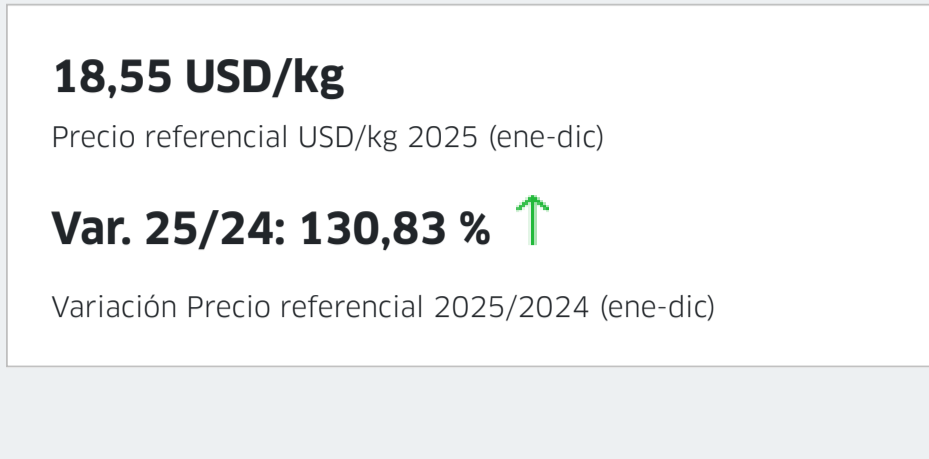 18,55 USD/kg
Precio referencial USD/kg 2025 (ene-dic)
Var. 25/24: 130,83 %
Variación Precio referencial 2025/2024 (ene-dic)